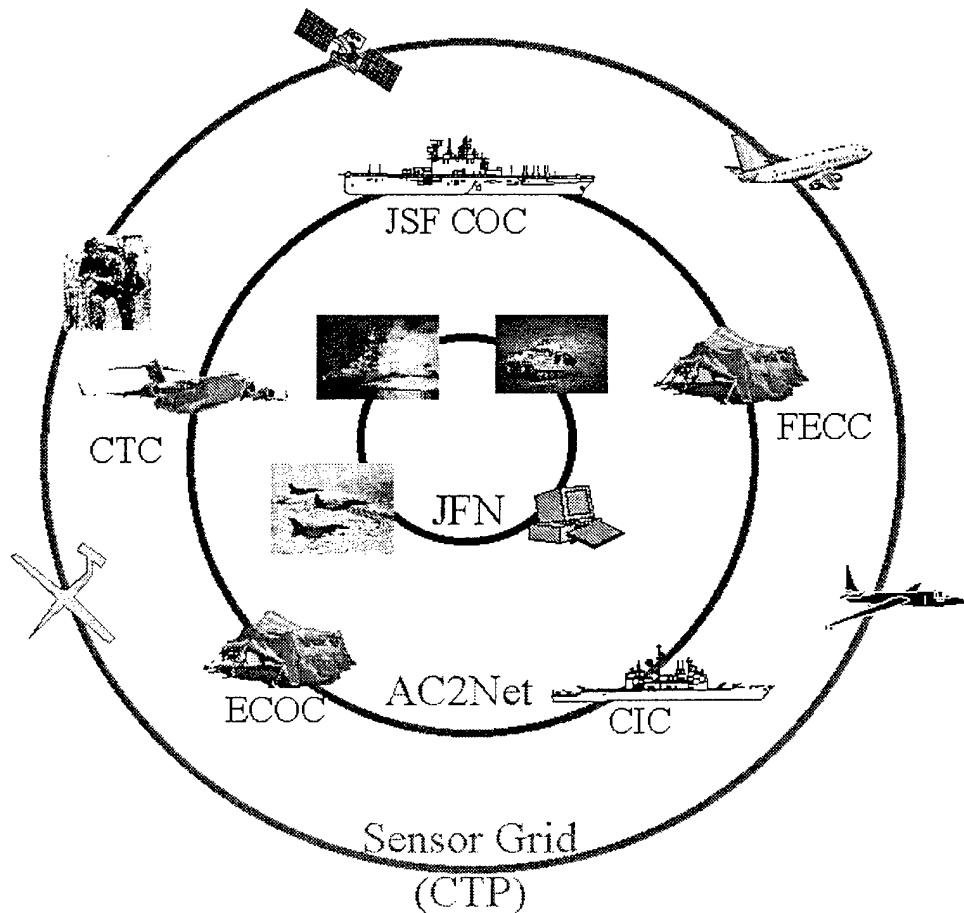 JSF COC
CTC
FECC
JFN
ECOC
AC2Net
CIC
Sensor Grid
(CTP)